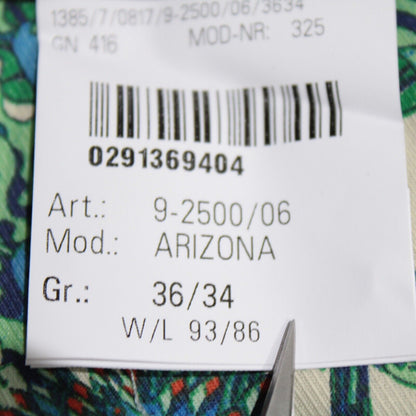 1385/7/0817/9-2500/06/3634
GN 416 MOD-NR: 325
0291369404
Art.: 9-2500/06
Mod.: ARIZONA
Gr.: 36/34
W/L 93/86